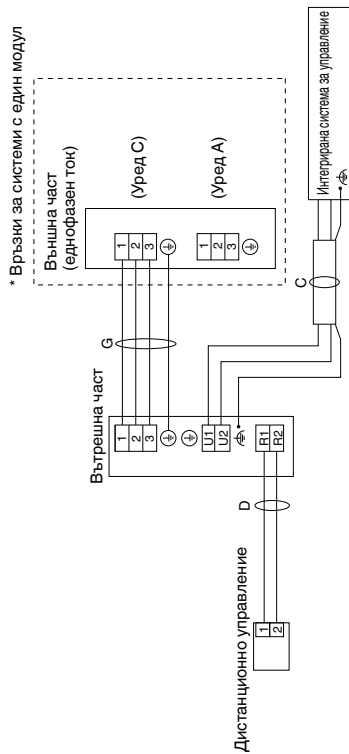 * Връзки за системи с един модул
Външна част
(еднофазен ток)
1
2
3
(Уред C)
1
2
3
(Уред A)
G
Вътрешна част
1
2
3
U1
U2
R1
R2
C
Интегрирана система за управление
D
Дистанционно управление
1
2